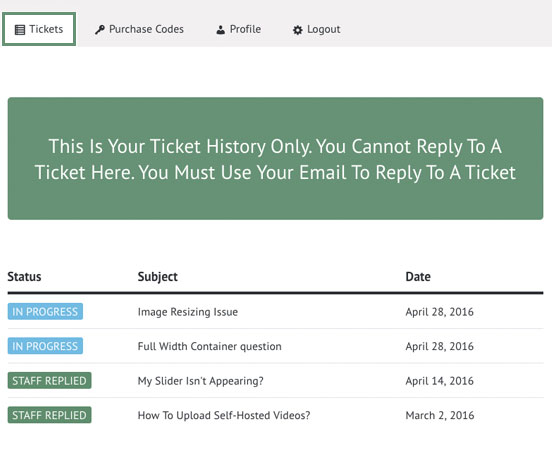 Tickets Purchase Codes Profile Logout
This Is Your Ticket History Only. You Cannot Reply To A
Ticket Here. You Must Use Your Email To Reply To A Ticket
Status Subject Date
IN PROGRESS Image Resizing Issue April 28, 2016
IN PROGRESS Full Width Container question April 28, 2016
STAFF REPLIED My Slider Isn't Appearing? April 14, 2016
STAFF REPLIED How To Upload Self-Hosted Videos? March 2, 2016